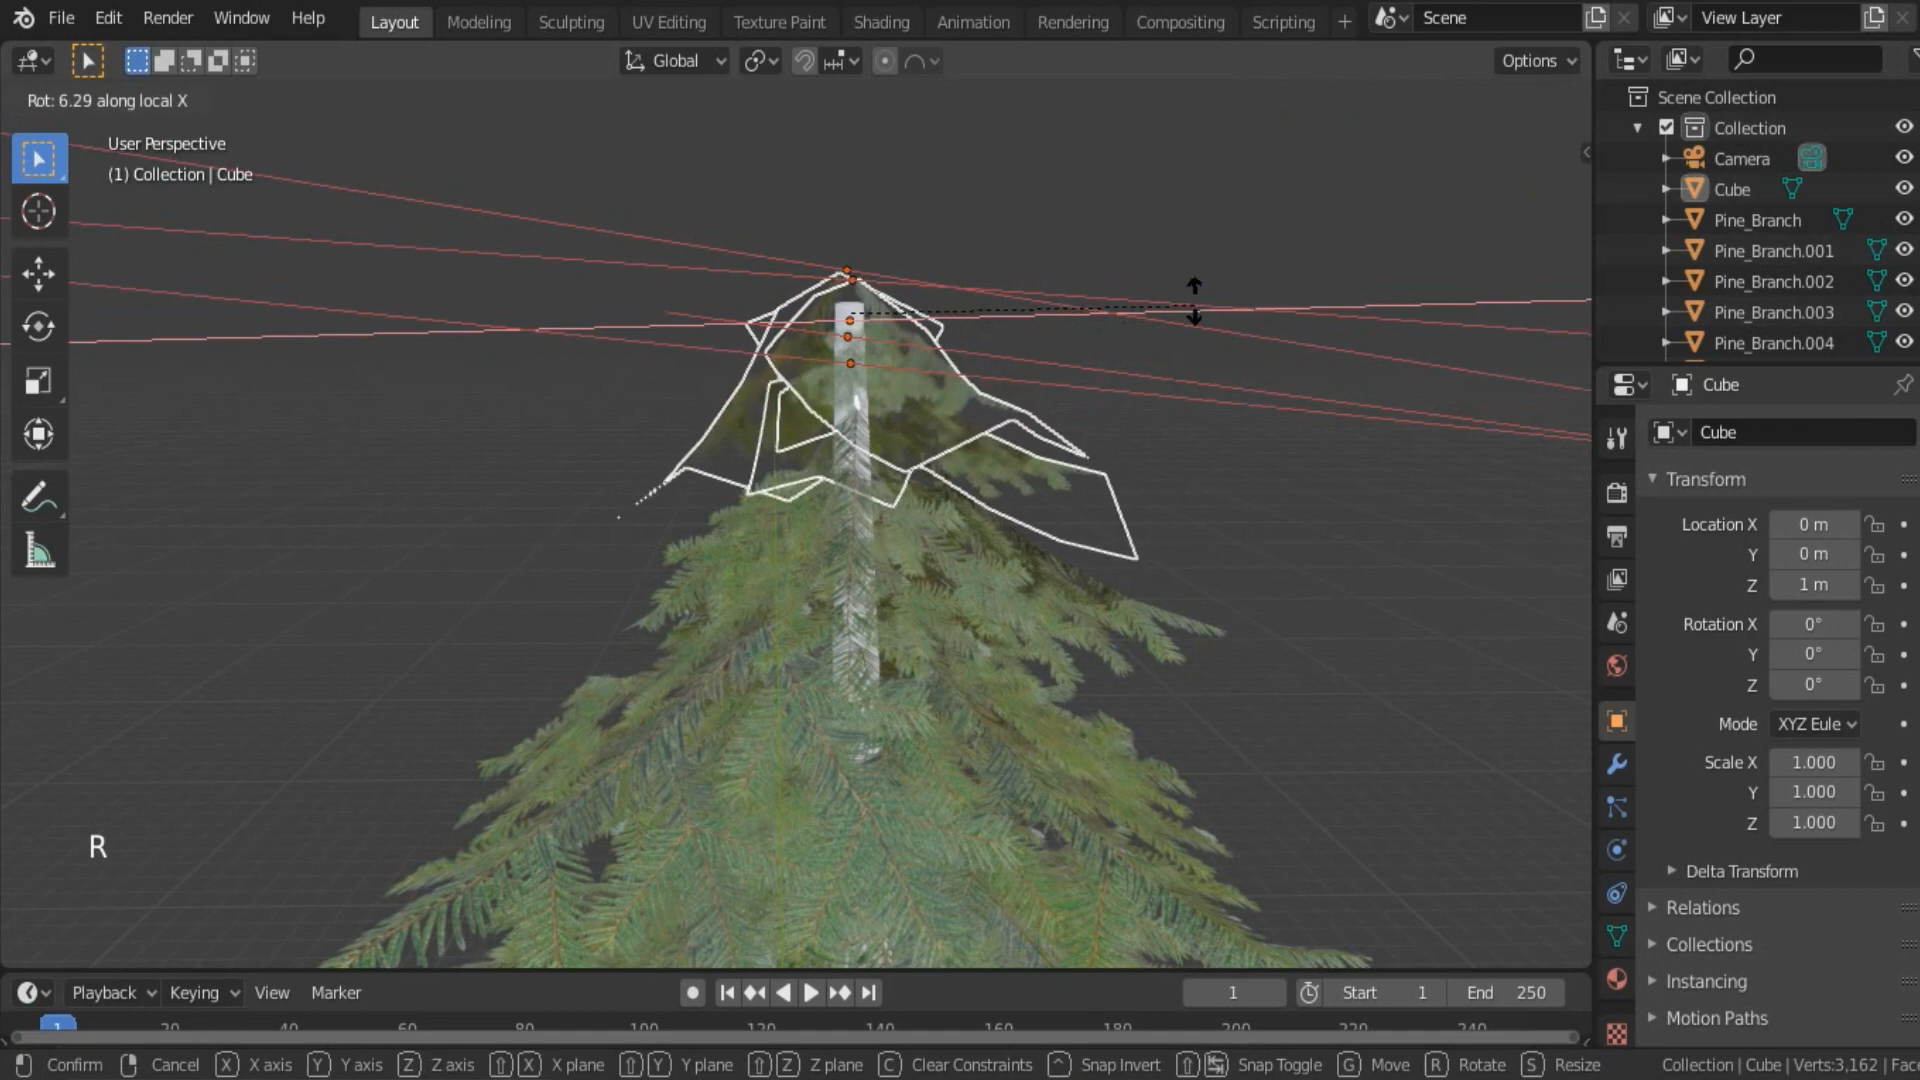 File Edit Render Window Help
Layout Modeling Sculpting UV Editing Texture Paint Shading Animation Rendering Compositing Scripting +
Scene View Layer
Global Options
Rot: 6.29 along local X
User Perspective
(1) Collection | Cube
R
Scene Collection
Collection
Camera
Cube
Pine_Branch
Pine_Branch.001
Pine_Branch.002
Pine_Branch.003
Pine_Branch.004
Cube
Cube
Transform
Location X 0 m
Y 0 m
Z 1 m
Rotation X 0°
Y 0°
Z 0°
Mode XYZ Eule
Scale X 1.000
Y 1.000
Z 1.000
Delta Transform
Relations
Collections
Instancing
Motion Paths
Playback Keying View Marker 1 Start 1 End 250
1 20 40 60 80 100 120 140 160 180 200 220 240
Confirm Cancel X X axis Y Y axis Z Z axis X X plane Y Y plane Z Z plane C Clear Constraints Snap Invert Snap Toggle G Move R Rotate S Resize Collection | Cube | Verts:3,162 | Face